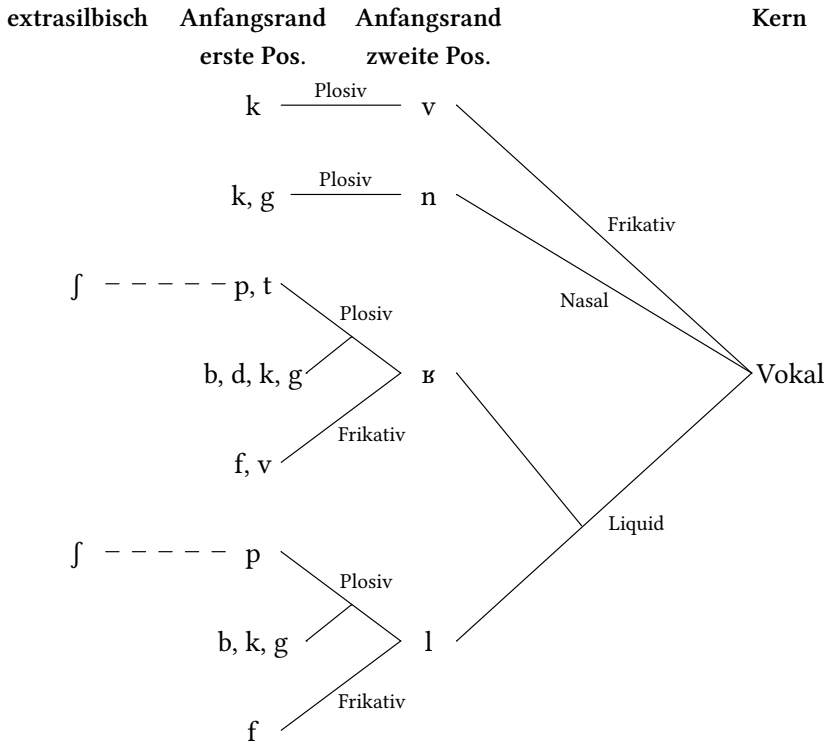 extrasilbisch Anfangsrand Anfangsrand Kern
erste Pos. zweite Pos.
Plosiv
k v
Plosiv
k, g n
Frikativ
ʃ p, t
Nasal
Plosiv
b, d, k, g ʁ Vokal
Frikativ
f, v
Liquid
ʃ p
Plosiv
b, k, g l
Frikativ
f